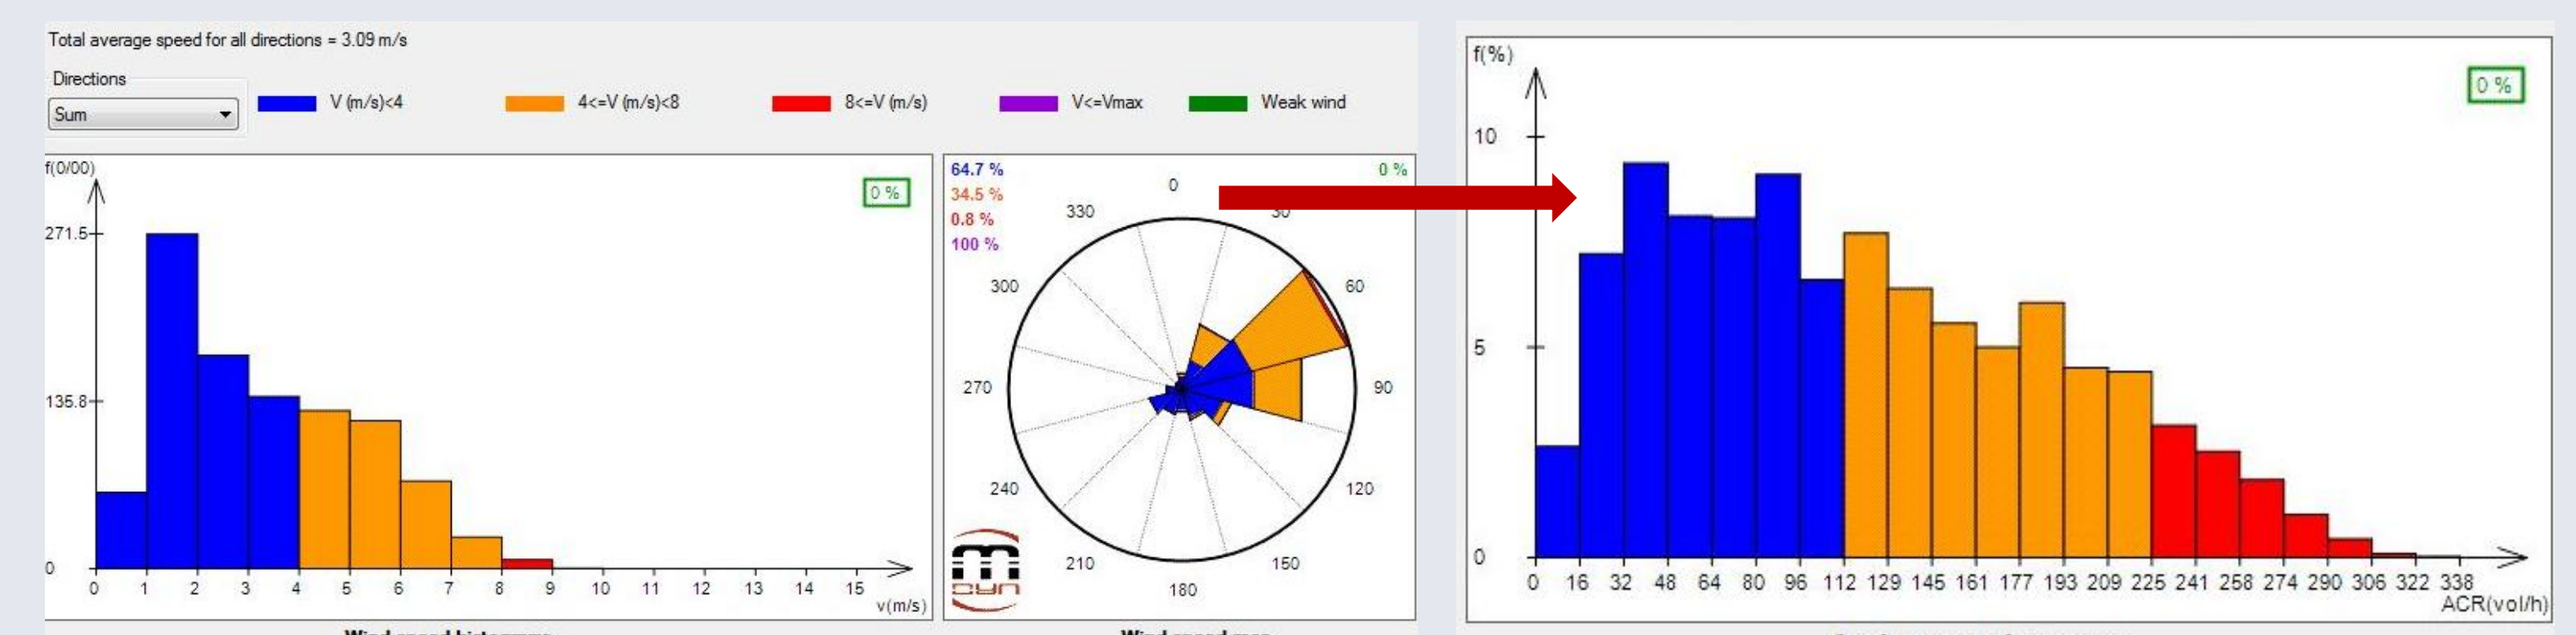 Total average speed for all directions = 3.09 m/s
Directions
Sum
V (m/s)<4
4<=V (m/s)<8
8<=V (m/s)
V<=Vmax
Weak wind
f(0/00)
0 %
271.5
135.8
0
0 1 2 3 4 5 6 7 8 9 10 11 12 13 14 15
v(m/s)
64.7 %
34.5 %
0.8 %
100 %
0 %
0
30
60
90
120
150
180
210
240
270
300
330
m
cyn
f(%)
0 %
10
5
0
0 16 32 48 64 80 96 112 129 145 161 177 193 209 225 241 258 274 290 306 322 338
ACR(vol/h)